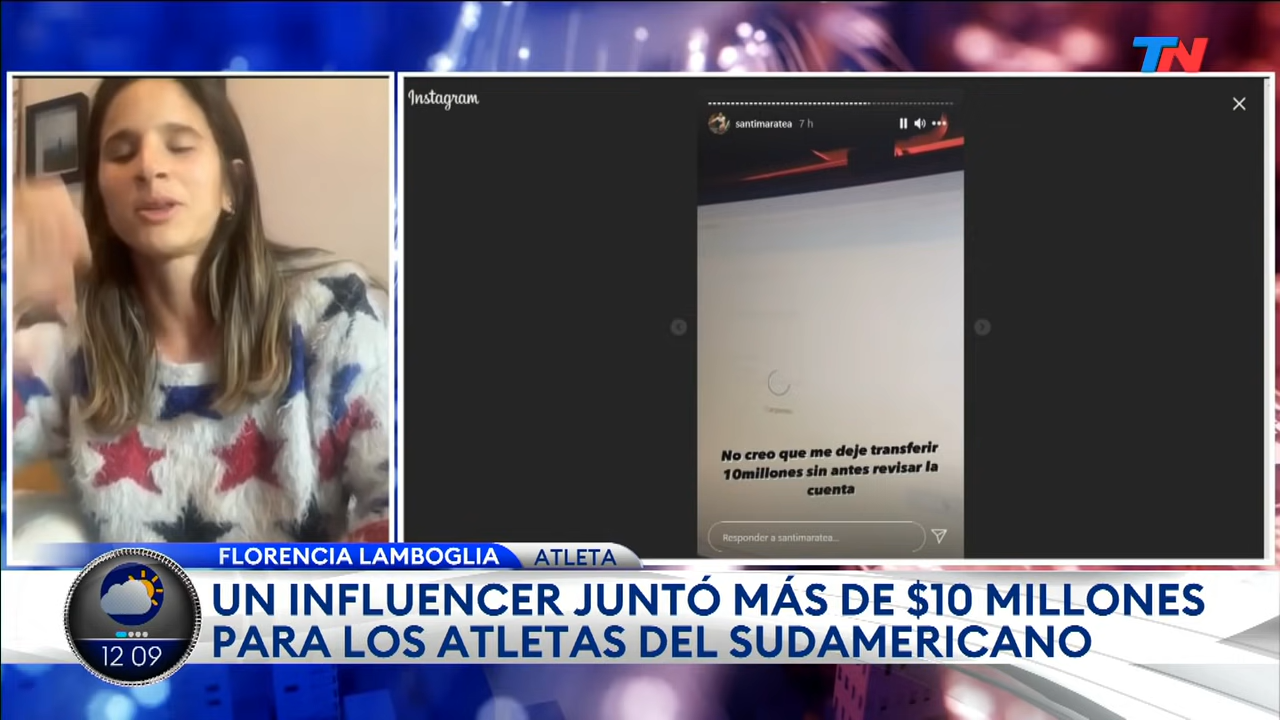 TN
Instagram
santimaratea 7 h
No creo que me deje transferir
10millones sin antes revisar la
cuenta
Responder a santimaratea...
FLORENCIA LAMBOGLIA ATLETA
UN INFLUENCER JUNTÓ MÁS DE $10 MILLONES
PARA LOS ATLETAS DEL SUDAMERICANO
12 09